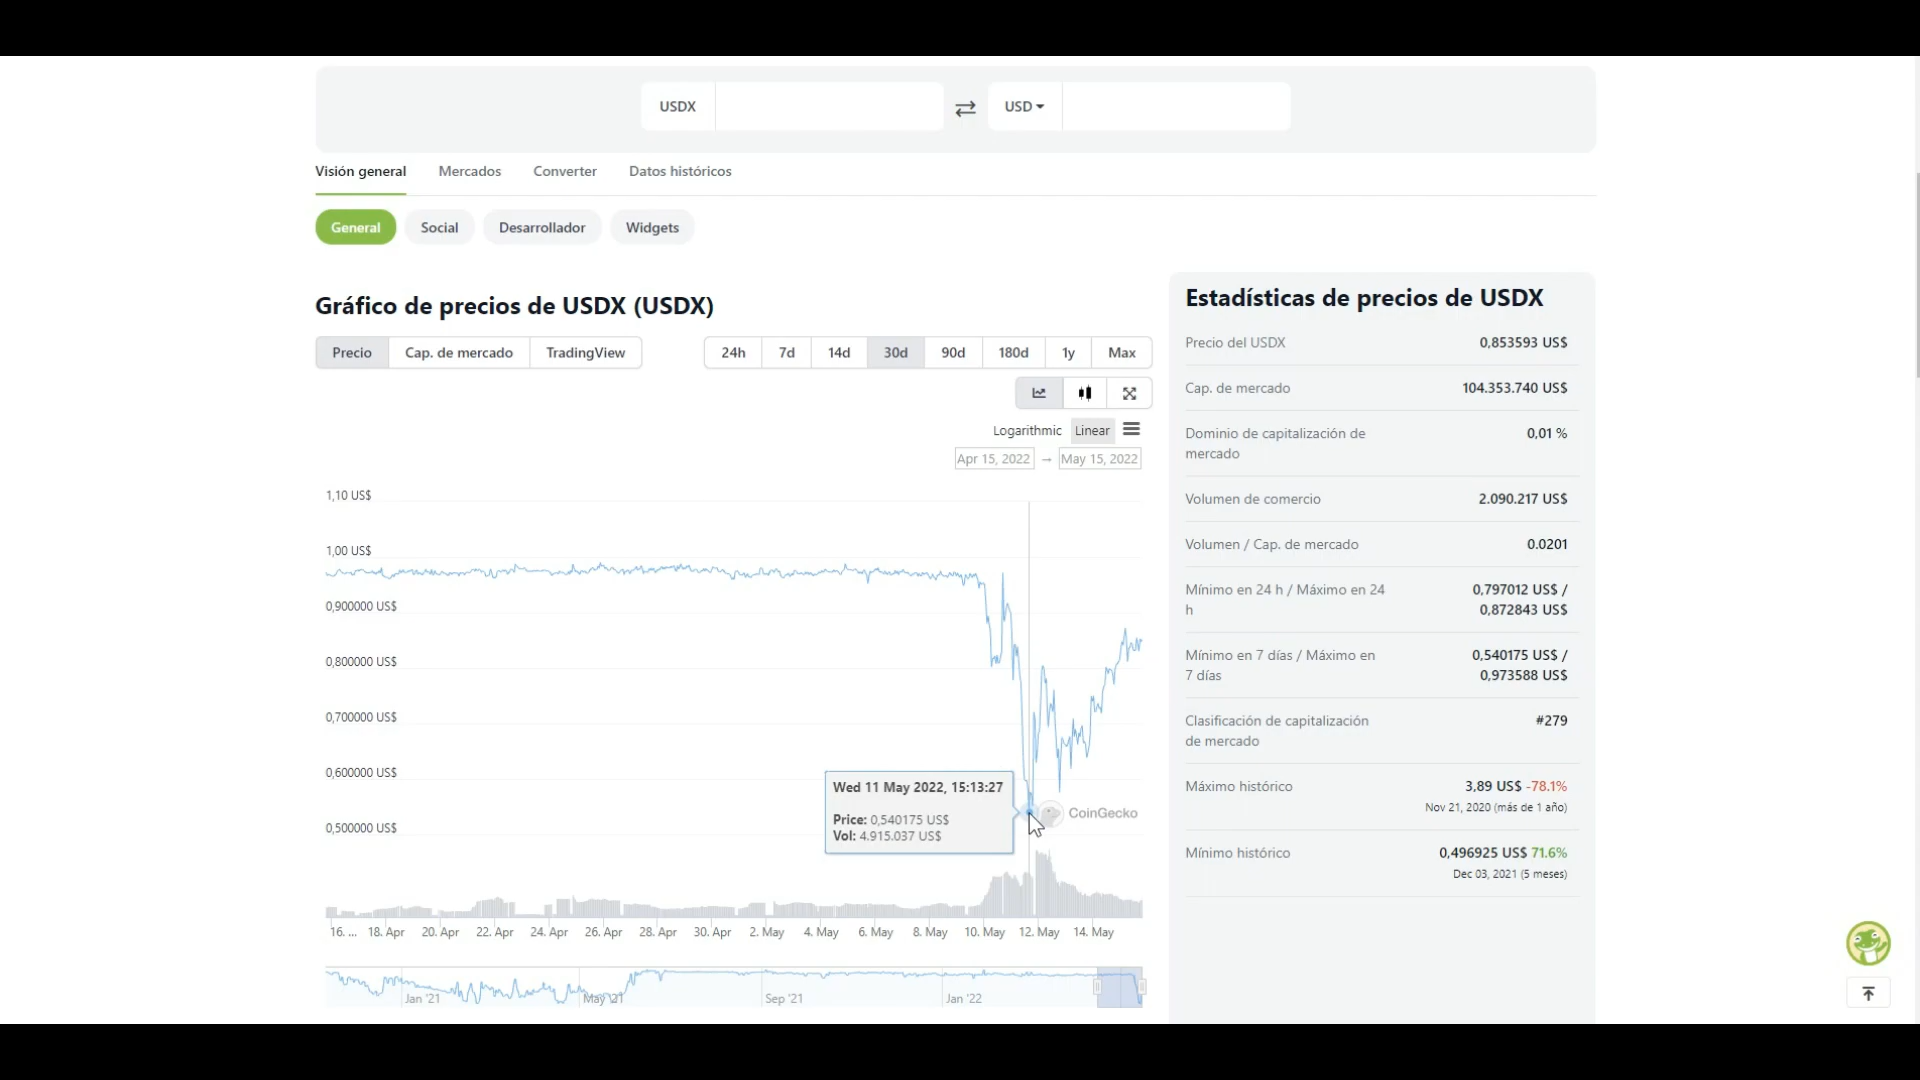 USDX
USD
Visión general Mercados Converter Datos históricos
General Social Desarrollador Widgets
Gráfico de precios de USDX (USDX)
Precio Cap. de mercado TradingView 24h 7d 14d 30d 90d 180d 1y Max
Logarithmic Linear
Apr 15, 2022 → May 15, 2022
1,10 US$
1,00 US$
0,900000 US$
0,800000 US$
0,700000 US$
0,600000 US$
0,500000 US$
Wed 11 May 2022, 15:13:27
Price: 0,540175 US$
Vol: 4.915.037 US$
CoinGecko
16. ... 18. Apr 20. Apr 22. Apr 24. Apr 26. Apr 28. Apr 30. Apr 2. May 4. May 6. May 8. May 10. May 12. May 14. May
Jan '21 May '21 Sep '21 Jan '22
Estadísticas de precios de USDX
Precio del USDX 0,853593 US$
Cap. de mercado 104.353.740 US$
Dominio de capitalización de 0,01 %
mercado
Volumen de comercio 2.090.217 US$
Volumen / Cap. de mercado 0.0201
Mínimo en 24 h / Máximo en 24 0,797012 US$ /
h 0,872843 US$
Mínimo en 7 días / Máximo en 0,540175 US$ /
7 días 0,973588 US$
Clasificación de capitalización #279
de mercado
Máximo histórico 3,89 US$ -78.1%
Nov 21, 2020 (más de 1 año)
Mínimo histórico 0,496925 US$ 71.6%
Dec 03, 2021 (5 meses)